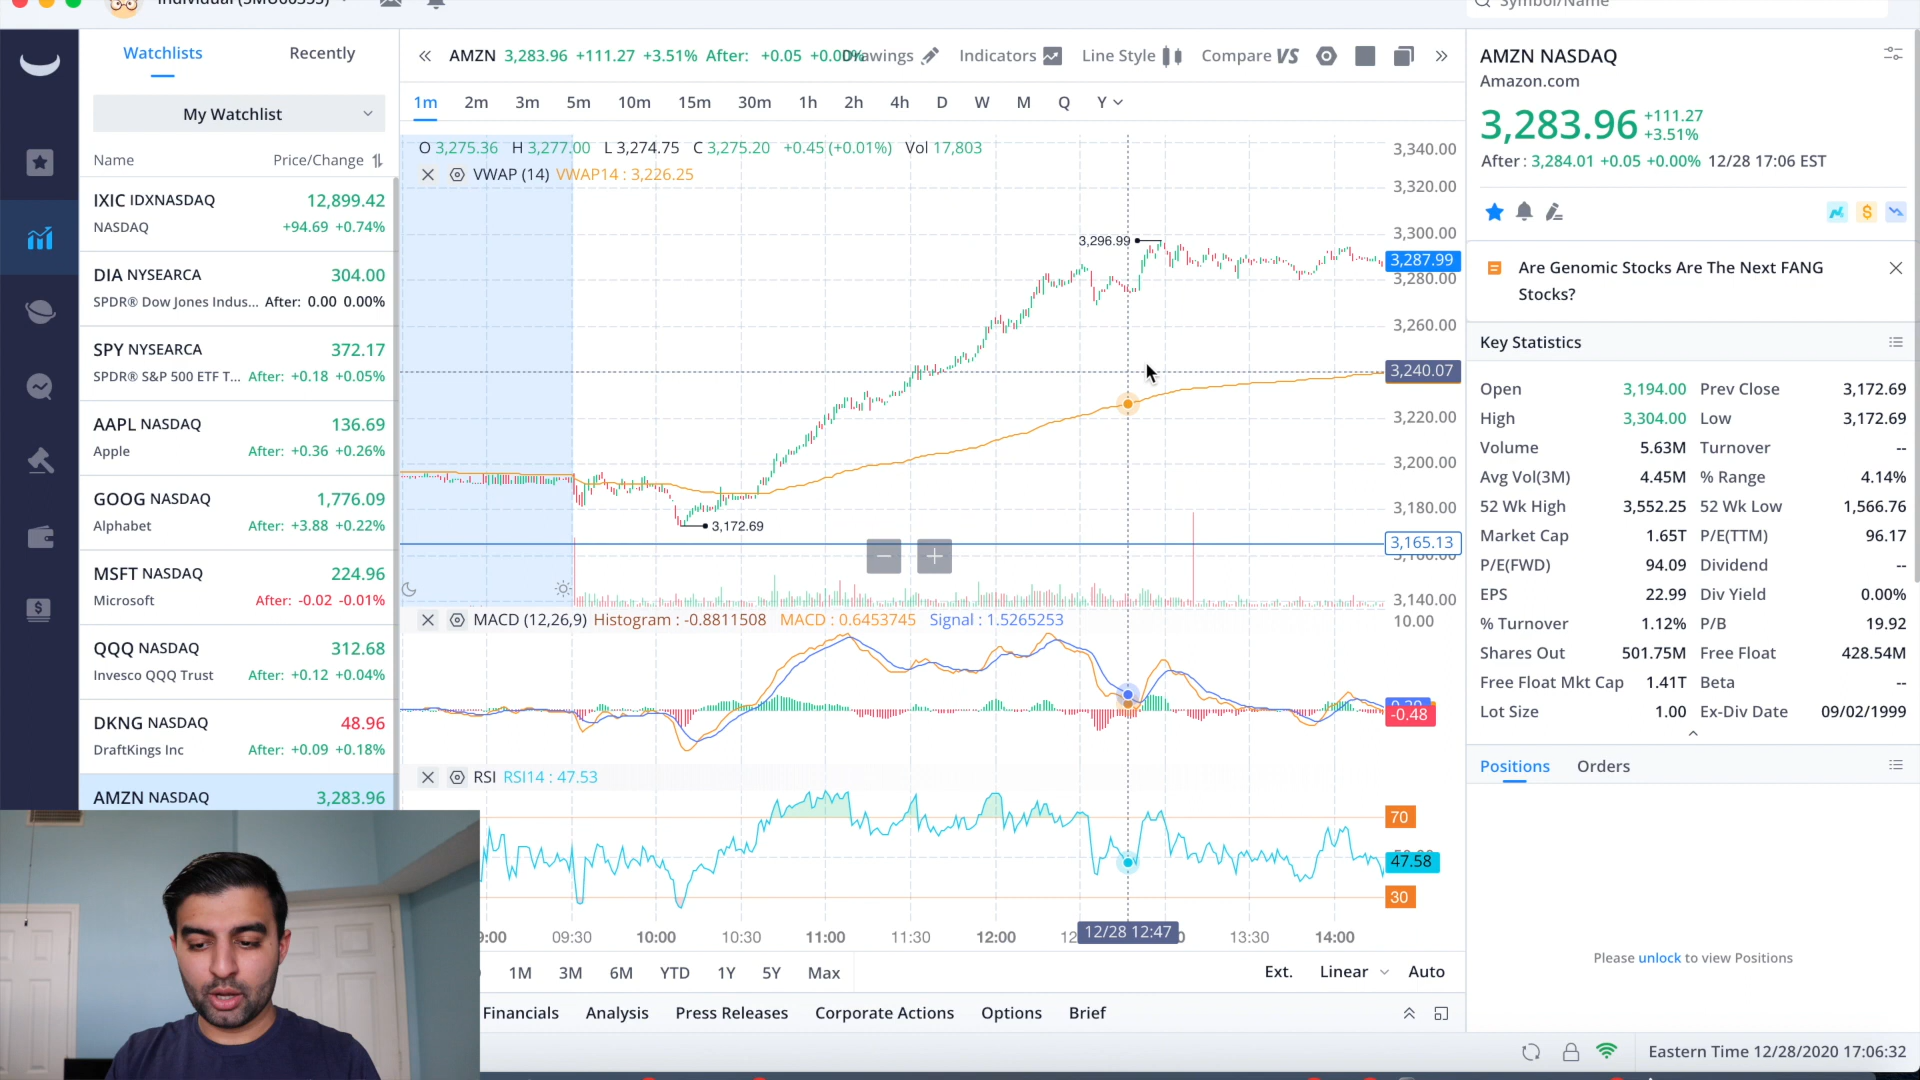 Watchlists Recently
My Watchlist
Name Price/Change
IXIC IDXNASDAQ 12,899.42
NASDAQ +94.69 +0.74%
DIA NYSEARCA 304.00
SPDR® Dow Jones Indus... After: 0.00 0.00%
SPY NYSEARCA 372.17
SPDR® S&P 500 ETF T... After: +0.18 +0.05%
AAPL NASDAQ 136.69
Apple After: +0.36 +0.26%
GOOG NASDAQ 1,776.09
Alphabet After: +3.88 +0.22%
MSFT NASDAQ 224.96
Microsoft After: -0.02 -0.01%
QQQ NASDAQ 312.68
Invesco QQQ Trust After: +0.12 +0.04%
DKNG NASDAQ 48.96
DraftKings Inc After: +0.09 +0.18%
AMZN NASDAQ 3,283.96
AMZN 3,283.96 +111.27 +3.51% After: +0.05 Drawings Indicators Line Style Compare VS
1m 2m 3m 5m 10m 15m 30m 1h 2h 4h D W M Q Y
O 3,275.36 H 3,277.00 L 3,274.75 C 3,275.20 +0.45 (+0.01%) Vol 17,803
VWAP (14) VWAP14 : 3,226.25
3,340.00
3,320.00
3,300.00
3,296.99
3,287.99
3,280.00
3,260.00
3,240.07
3,220.00
3,200.00
3,180.00
3,172.69
3,165.13
3,140.00
MACD (12,26,9) Histogram : -0.8811508 MACD : 0.6453745 Signal : 1.5265253 10.00
-0.48
RSI RSI14 : 47.53
70
47.58
30
09:30 10:00 10:30 11:00 11:30 12:00 12/28 12:47 13:30 14:00
1M 3M 6M YTD 1Y 5Y Max Ext. Linear Auto
Financials Analysis Press Releases Corporate Actions Options Brief
Symbol/Name
AMZN NASDAQ
Amazon.com
3,283.96 +111.27
+3.51%
After : 3,284.01 +0.05 +0.00% 12/28 17:06 EST
Are Genomic Stocks Are The Next FANG
Stocks?
Key Statistics
Open 3,194.00 Prev Close 3,172.69
High 3,304.00 Low 3,172.69
Volume 5.63M Turnover --
Avg Vol(3M) 4.45M % Range 4.14%
52 Wk High 3,552.25 52 Wk Low 1,566.76
Market Cap 1.65T P/E(TTM) 96.17
P/E(FWD) 94.09 Dividend --
EPS 22.99 Div Yield 0.00%
% Turnover 1.12% P/B 19.92
Shares Out 501.75M Free Float 428.54M
Free Float Mkt Cap 1.41T Beta --
Lot Size 1.00 Ex-Div Date 09/02/1999
Positions Orders
Please unlock to view Positions
Eastern Time 12/28/2020 17:06:32